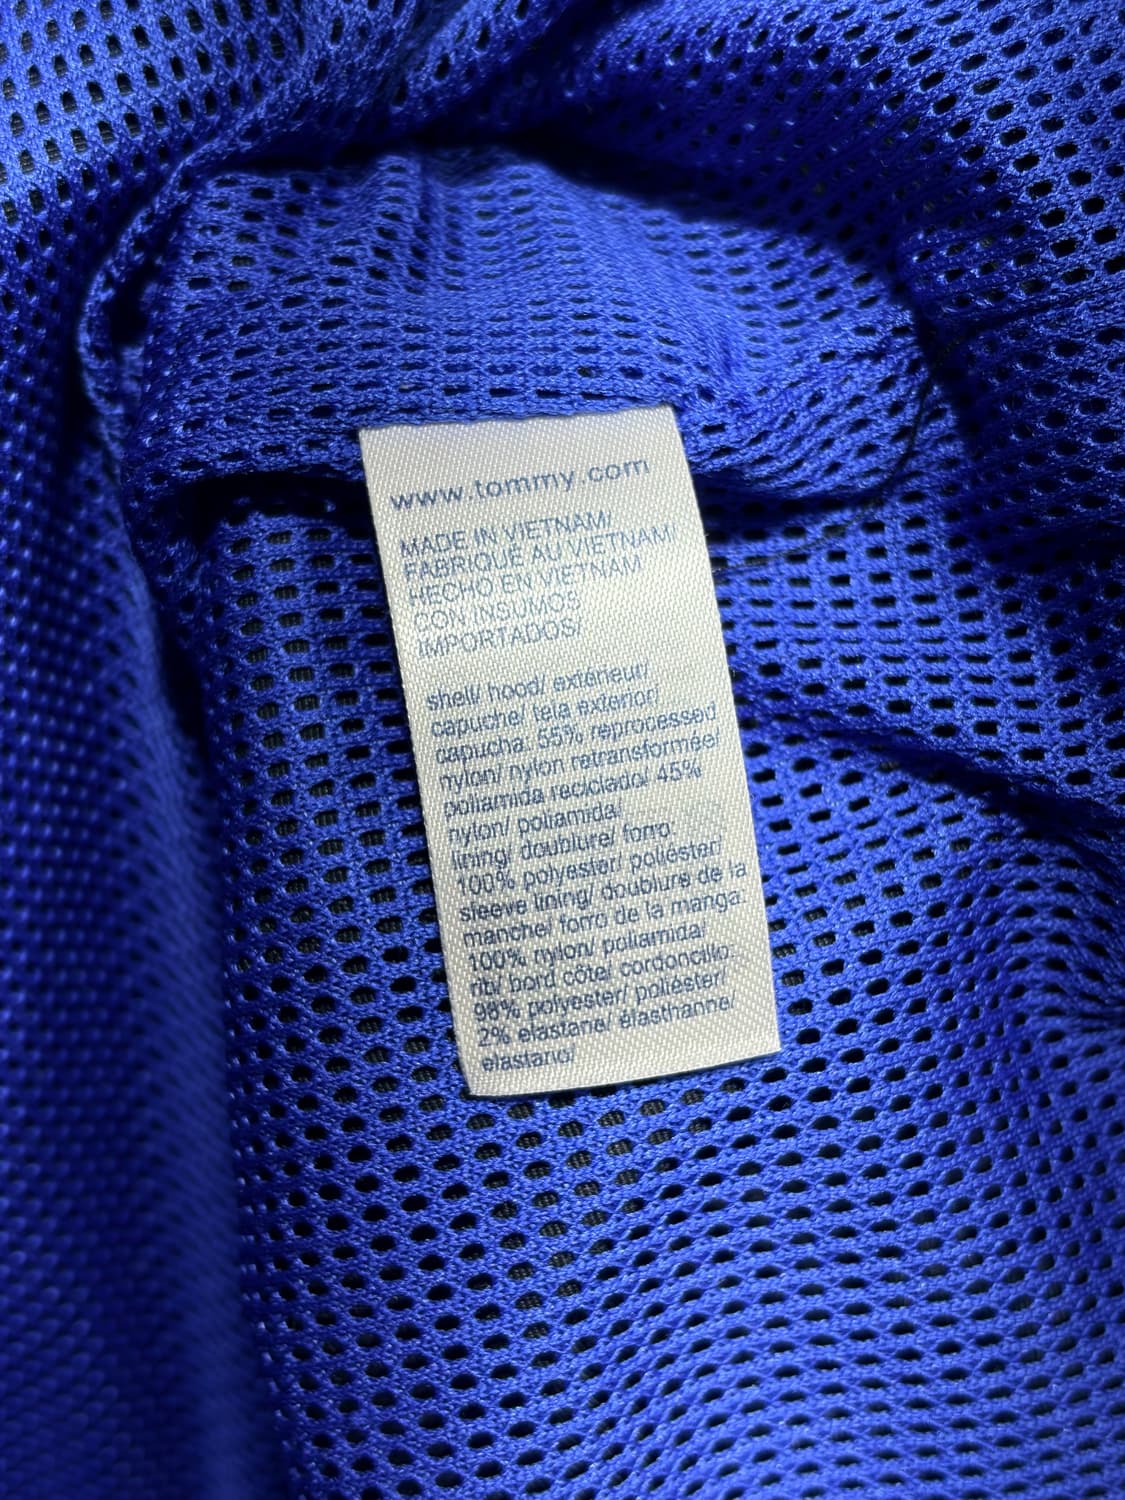 www.tommy.com
MADE IN VIETNAM/
FABRIQUÉ AU VIETNAM/
HECHO EN VIETNAM
CON INSUMOS
IMPORTADOS/
shell/ hood/ extérieur/
capuche/ tela exterior/
capucha: 55% reprocessed
nylon/ nylon retransformée/
poliamida reciclado/ 45%
nylon/ poliamida/
lining/ doublure/ forro:
100% polyester/ poliéster/
sleeve lining/ doublure de la
manche/ forro de la manga:
100% nylon/ poliamida/
rib/ bord côte/ cordoncillo:
98% polyester/ poliéster/
2% elastane/ élasthanne/
elastano/